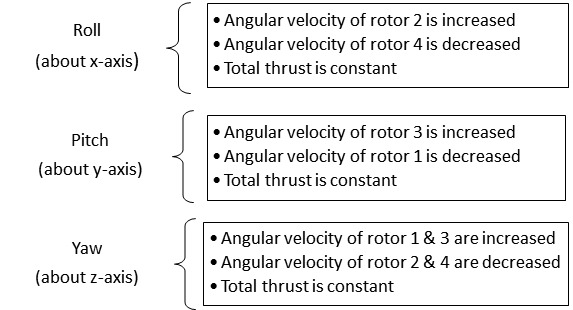 Roll
(about x-axis)
• Angular velocity of rotor 2 is increased
• Angular velocity of rotor 4 is decreased
• Total thrust is constant
Pitch
(about y-axis)
• Angular velocity of rotor 3 is increased
• Angular velocity of rotor 1 is decreased
• Total thrust is constant
Yaw
(about z-axis)
• Angular velocity of rotor 1 & 3 are increased
• Angular velocity of rotor 2 & 4 are decreased
• Total thrust is constant